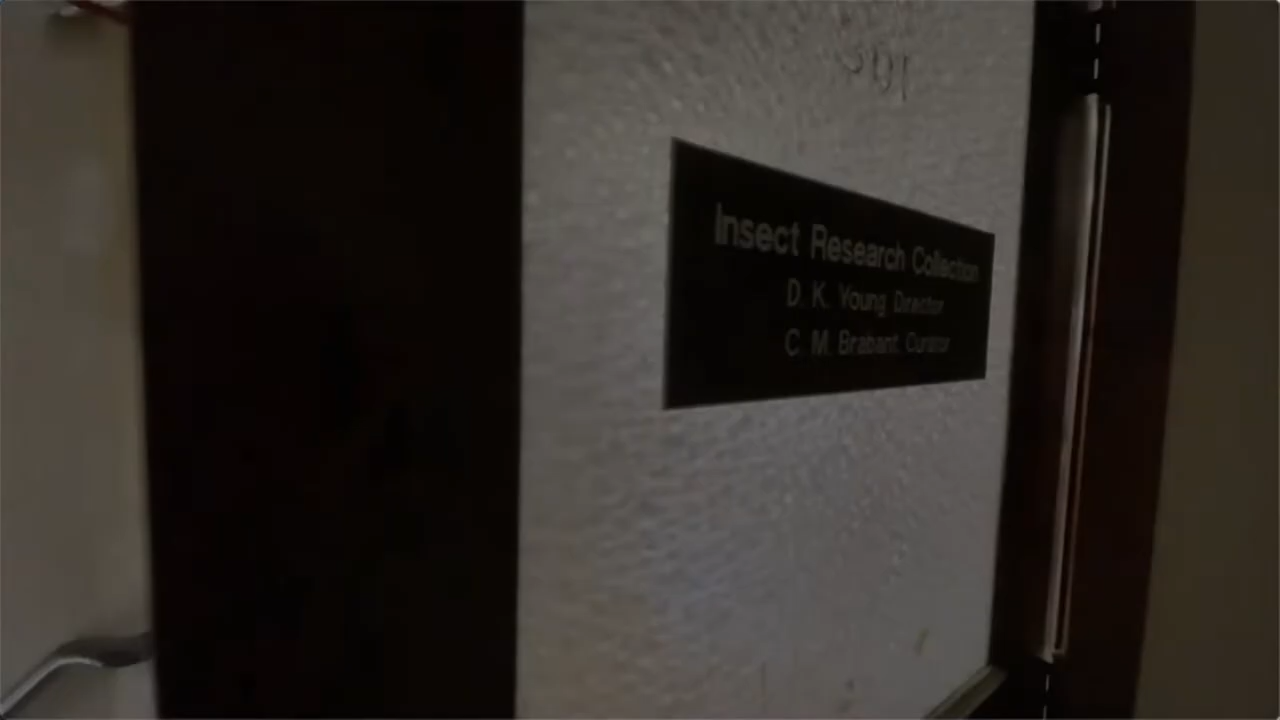 Insect Research Collection
D. K. Young, Director
C. M. Brabant, Curator